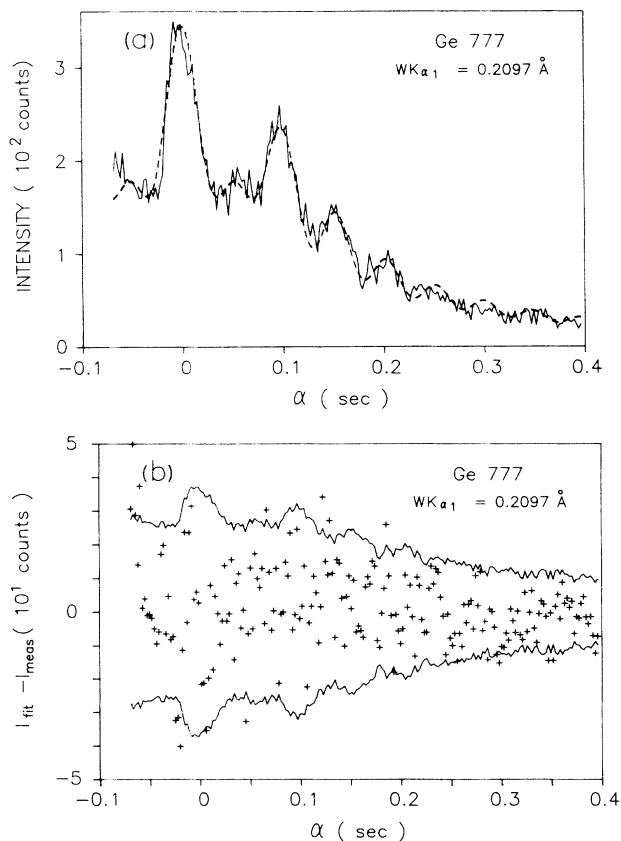 (a)
Ge 777
WKα1 = 0.2097 Å
INTENSITY ( 10² counts)
3
2
1
0
−0.1 0 0.1 0.2 0.3 0.4
α ( sec )
(b)
Ge 777
WKα1 = 0.2097 Å
I fit − I meas ( 10¹ counts)
5
0
−5
−0.1 0 0.1 0.2 0.3 0.4
α ( sec )